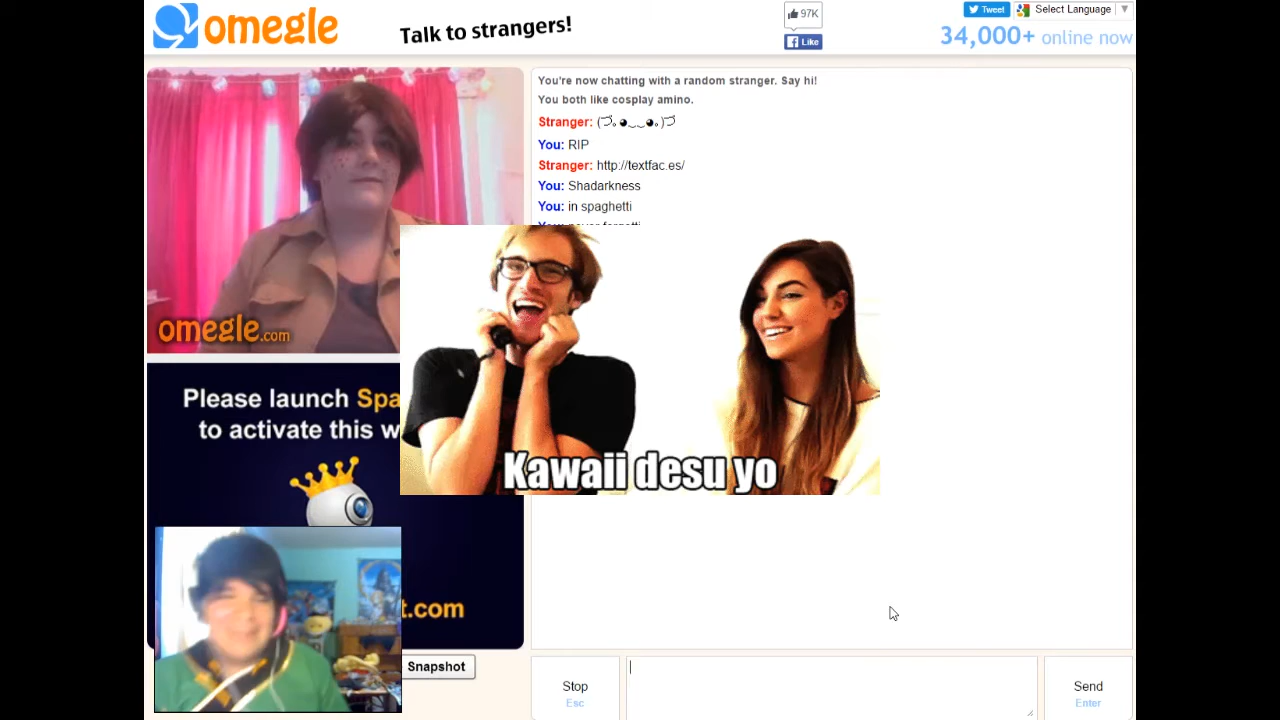 omegle
Talk to strangers!
97K
Like
Tweet
Select Language
34,000+ online now
You're now chatting with a random stranger. Say hi!
You both like cosplay amino.
Stranger: (づ｡◕‿‿◕｡)づ
You: RIP
Stranger: http://textfac.es/
You: Shadarkness
You: in spaghetti
omegle.com
Please launch Spa
to activate this w
Kawaii desu yo
t.com
Snapshot
Stop
Esc
Send
Enter